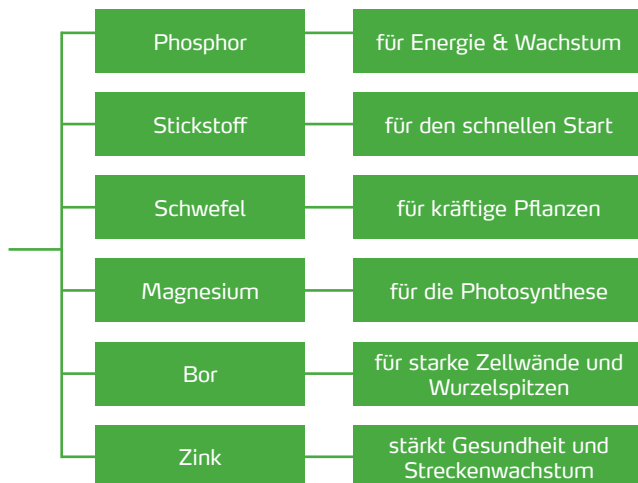 Phosphor
für Energie & Wachstum
Stickstoff
für den schnellen Start
Schwefel
für kräftige Pflanzen
Magnesium
für die Photosynthese
Bor
für starke Zellwände und
Wurzelspitzen
Zink
stärkt Gesundheit und
Streckenwachstum